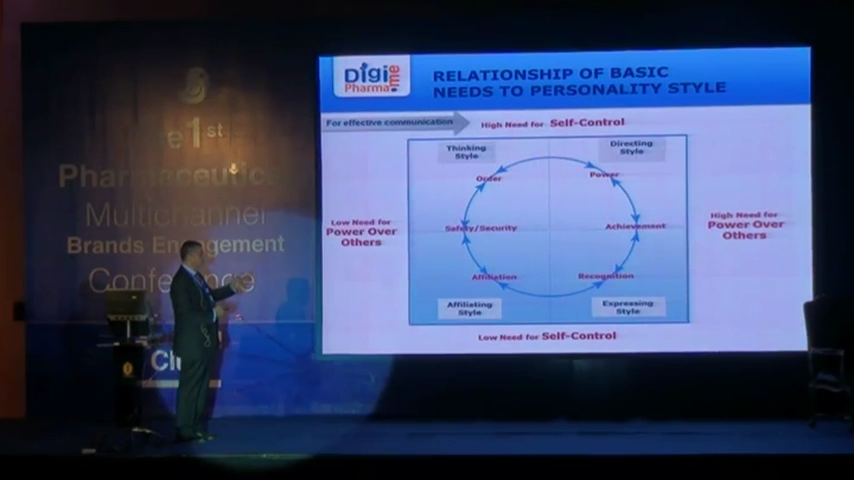 e1st
Pharmaceutical
Multichannel
Brands Engagement
Conference
Digi
Pharma.me
RELATIONSHIP OF BASIC
NEEDS TO PERSONALITY STYLE
For effective communication
High Need for Self-Control
Thinking
Style
Directing
Style
Order
Power
Low Need for
Power Over
Others
Safety/Security
Achievement
High Need for
Power Over
Others
Affiliation
Recognition
Affiliating
Style
Expressing
Style
Low Need for Self-Control